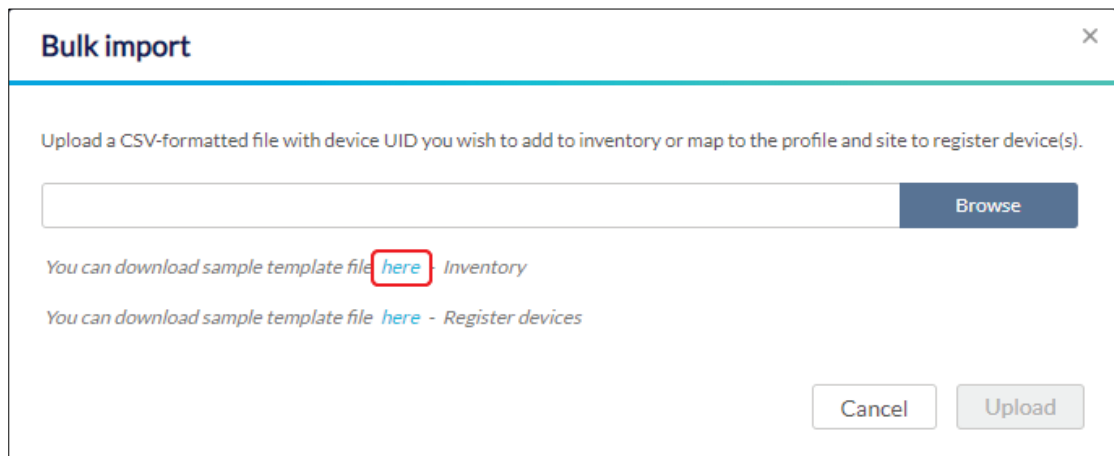 Bulk import
×
Upload a CSV-formatted file with device UID you wish to add to inventory or map to the profile and site to register device(s).
Browse
You can download sample template file here - Inventory
You can download sample template file here - Register devices
Cancel Upload